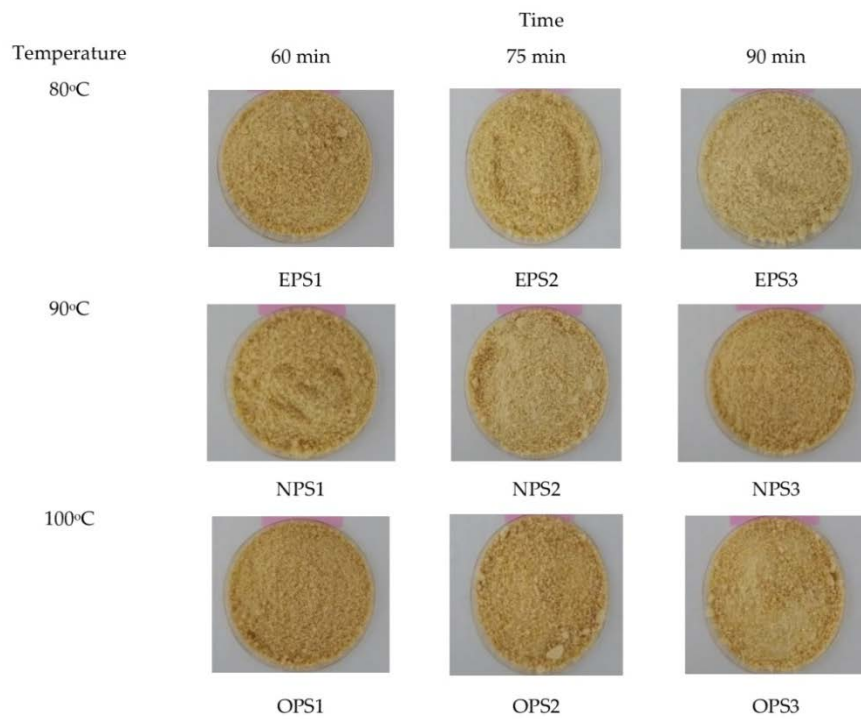 Time
Temperature 60 min 75 min 90 min
80°C
EPS1 EPS2 EPS3
90°C
NPS1 NPS2 NPS3
100°C
OPS1 OPS2 OPS3